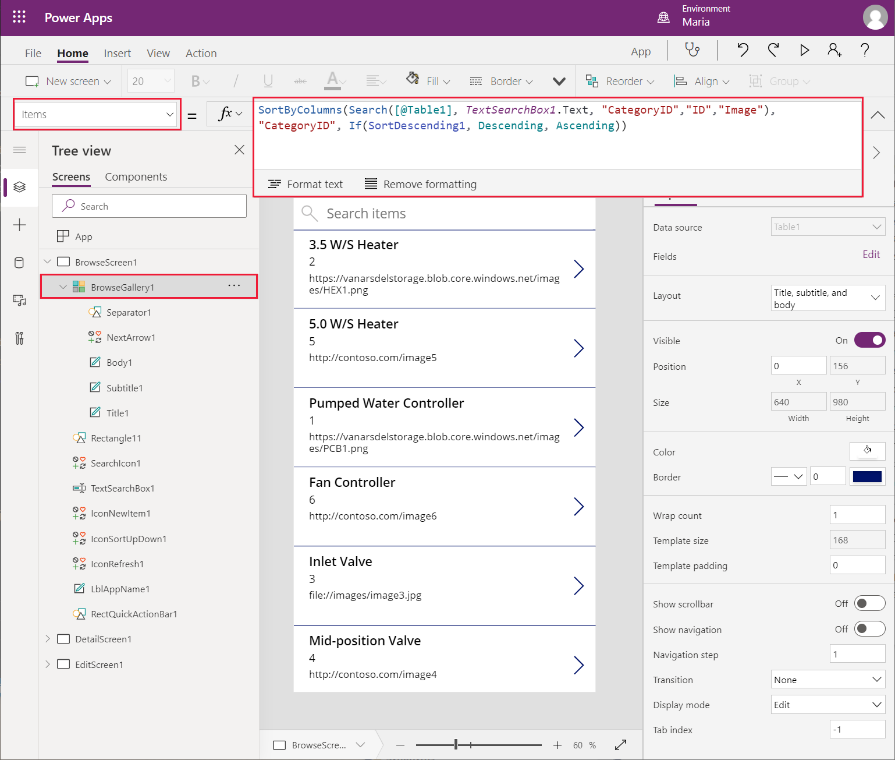 Power Apps
Environment
Maria
File Home Insert View Action App
New screen 20 B / U abc A Fill Border Reorder Align Group
Items = fx
SortByColumns(Search([@Table1], TextSearchBox1.Text, "CategoryID","ID","Image"),
"CategoryID", If(SortDescending1, Descending, Ascending))
Format text Remove formatting
Tree view
Screens Components
Search
App
BrowseScreen1
BrowseGallery1 ...
Separator1
NextArrow1
Body1
Subtitle1
Title1
Rectangle11
SearchIcon1
TextSearchBox1
IconNewItem1
IconSortUpDown1
IconRefresh1
LblAppName1
RectQuickActionBar1
DetailScreen1
EditScreen1
Search items
3.5 W/S Heater
2
https://vanarsdelstorage.blob.core.windows.net/imag
es/HEX1.png
5.0 W/S Heater
5
http://contoso.com/image5
Pumped Water Controller
1
https://vanarsdelstorage.blob.core.windows.net/imag
es/PCB1.png
Fan Controller
6
http://contoso.com/image6
Inlet Valve
3
file://images/image3.jpg
Mid-position Valve
4
http://contoso.com/image4
BrowseScre... 60 %
Data source Table1
Fields Edit
Layout Title, subtitle, and
body
Visible On
Position 0 156
X Y
Size 640 980
Width Height
Color
Border 0
Wrap count 1
Template size 168
Template padding 0
Show scrollbar Off
Show navigation Off
Navigation step 1
Transition None
Display mode Edit
Tab index -1